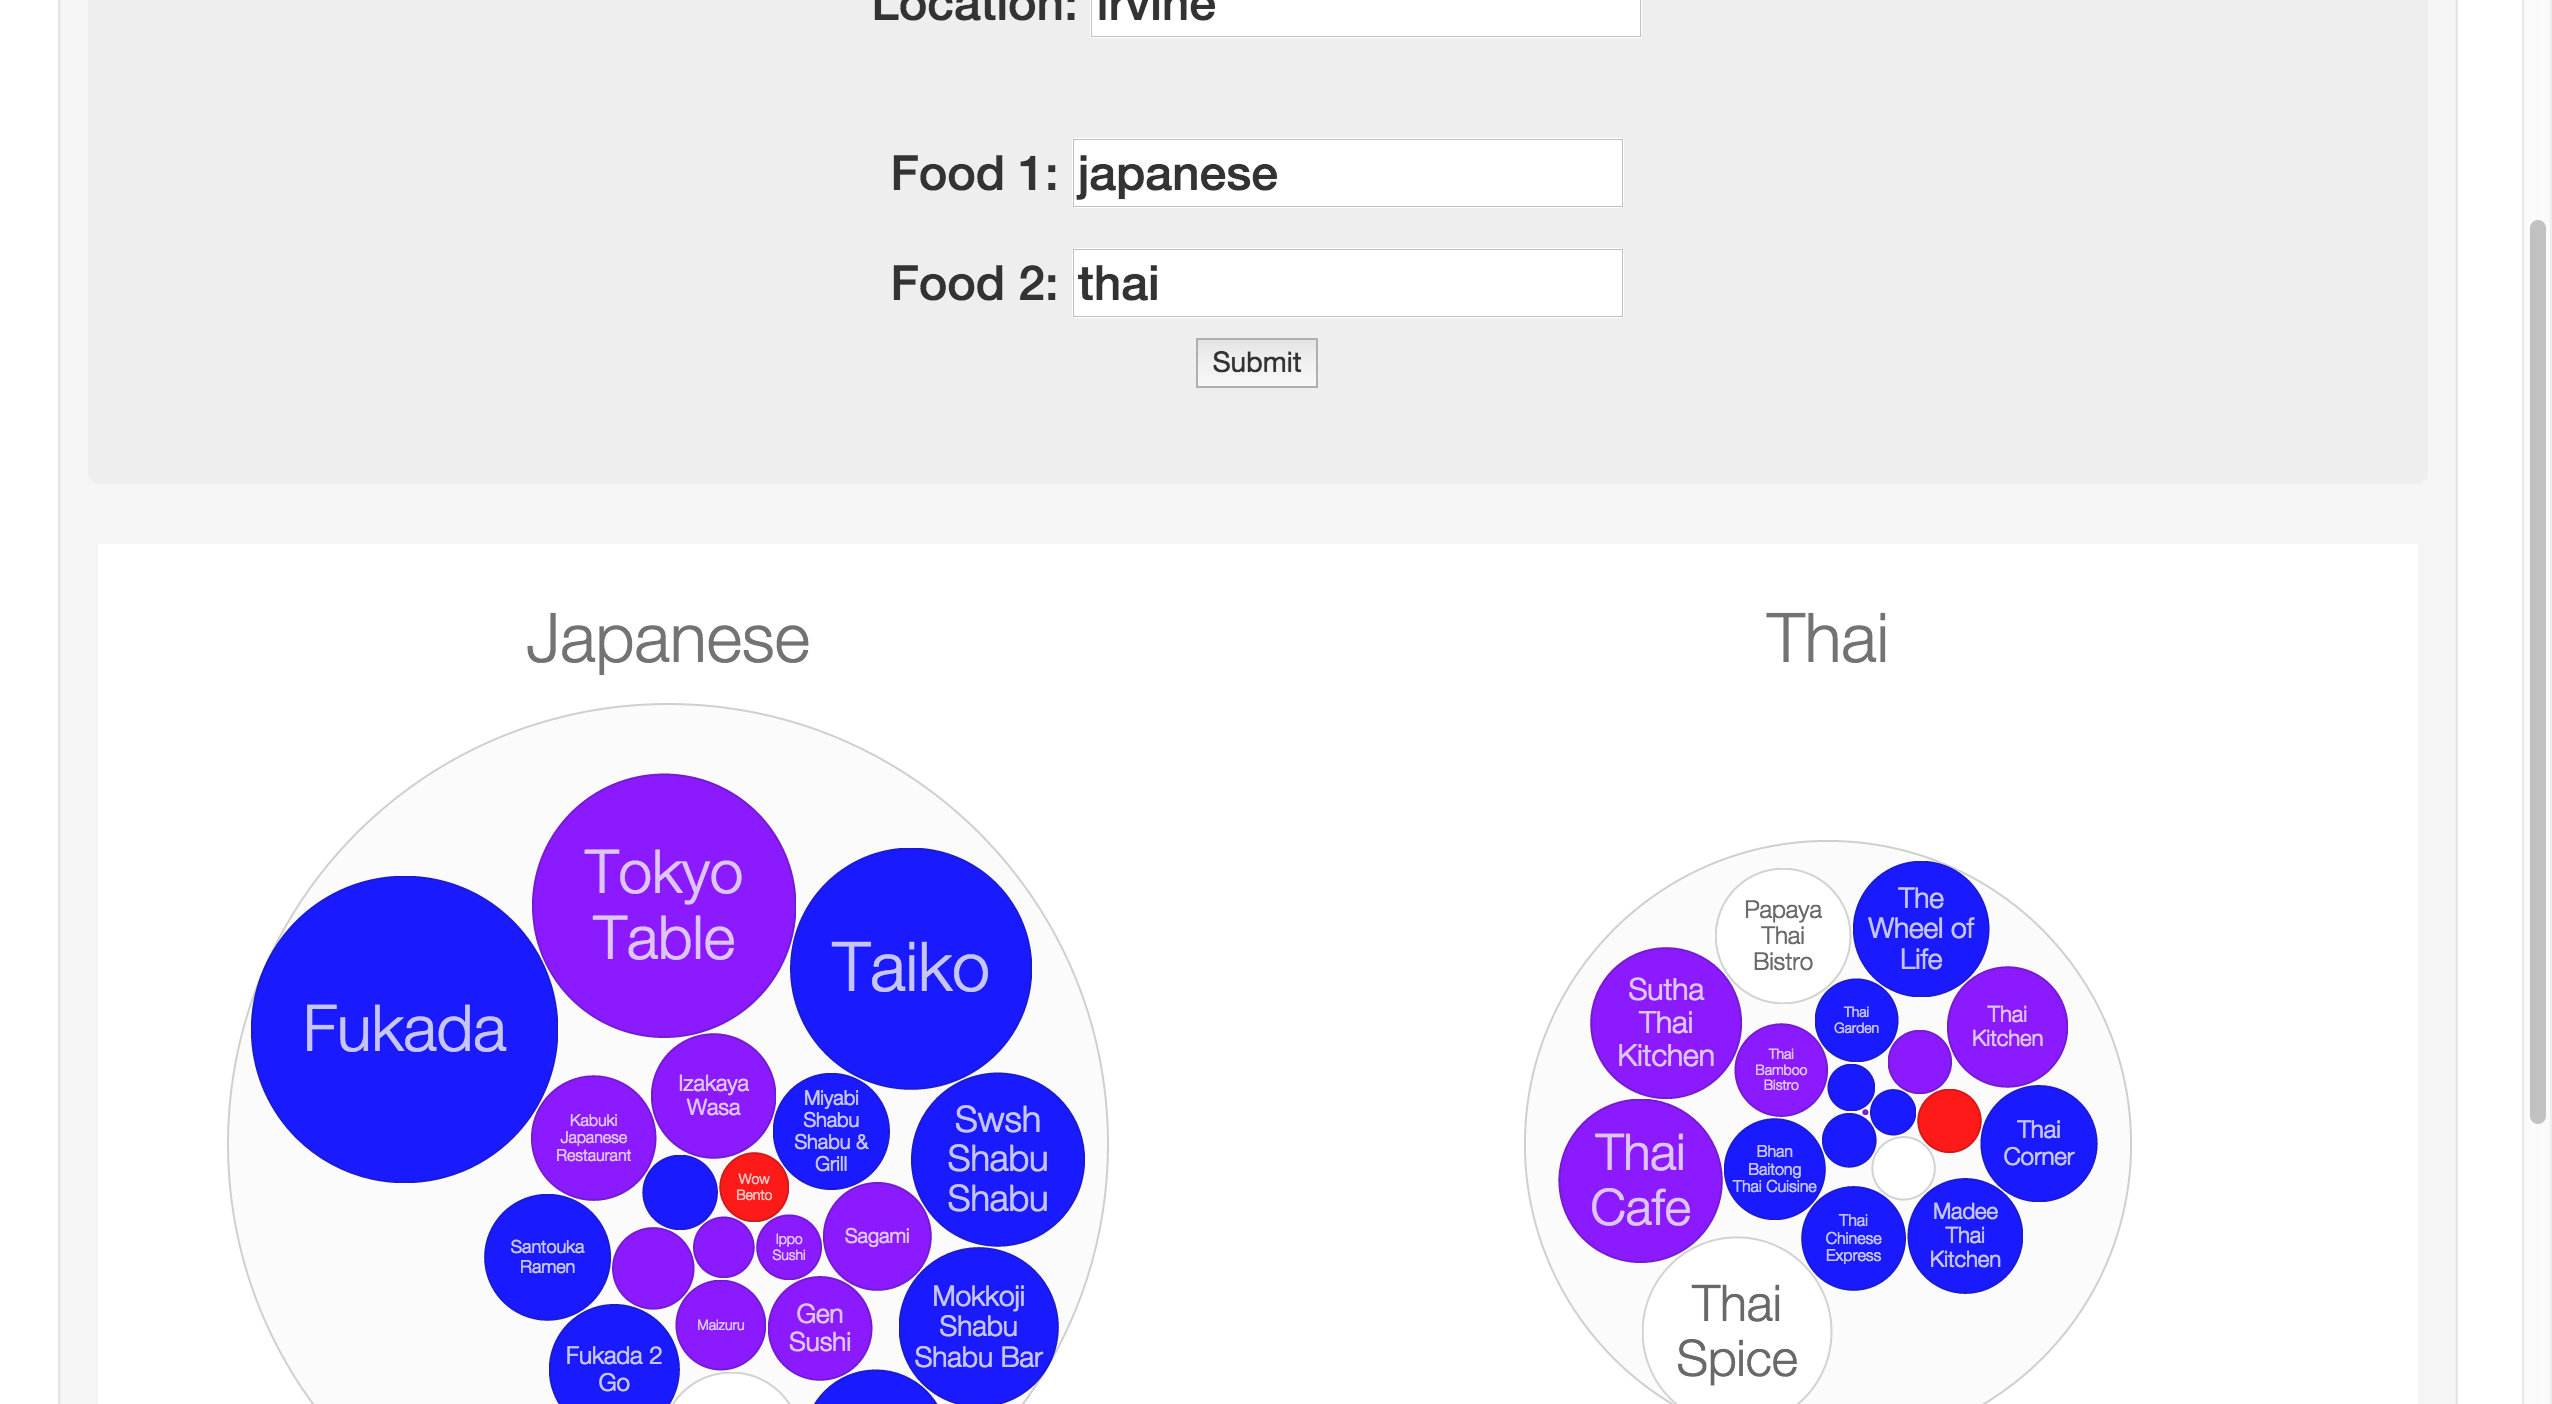 Location: irvine
Food 1: japanese
Food 2: thai
Submit
Japanese
Thai
Tokyo
Table
Taiko
Fukada
Izakaya
Wasa
Kabuki
Japanese
Restaurant
Miyabi
Shabu
Shabu &
Grill
Swsh
Shabu
Shabu
Wow
Bento
Santouka
Ramen
Ippo
Sushi
Sagami
Maizuru
Gen
Sushi
Mokkoji
Shabu
Shabu Bar
Fukada 2
Go
Papaya
Thai
Bistro
The
Wheel of
Life
Sutha
Thai
Kitchen
Thai
Garden
Thai
Kitchen
Thai
Bamboo
Bistro
Thai
Cafe
Bhan
Baitong
Thai Cuisine
Thai
Corner
Thai
Chinese
Express
Madee
Thai
Kitchen
Thai
Spice